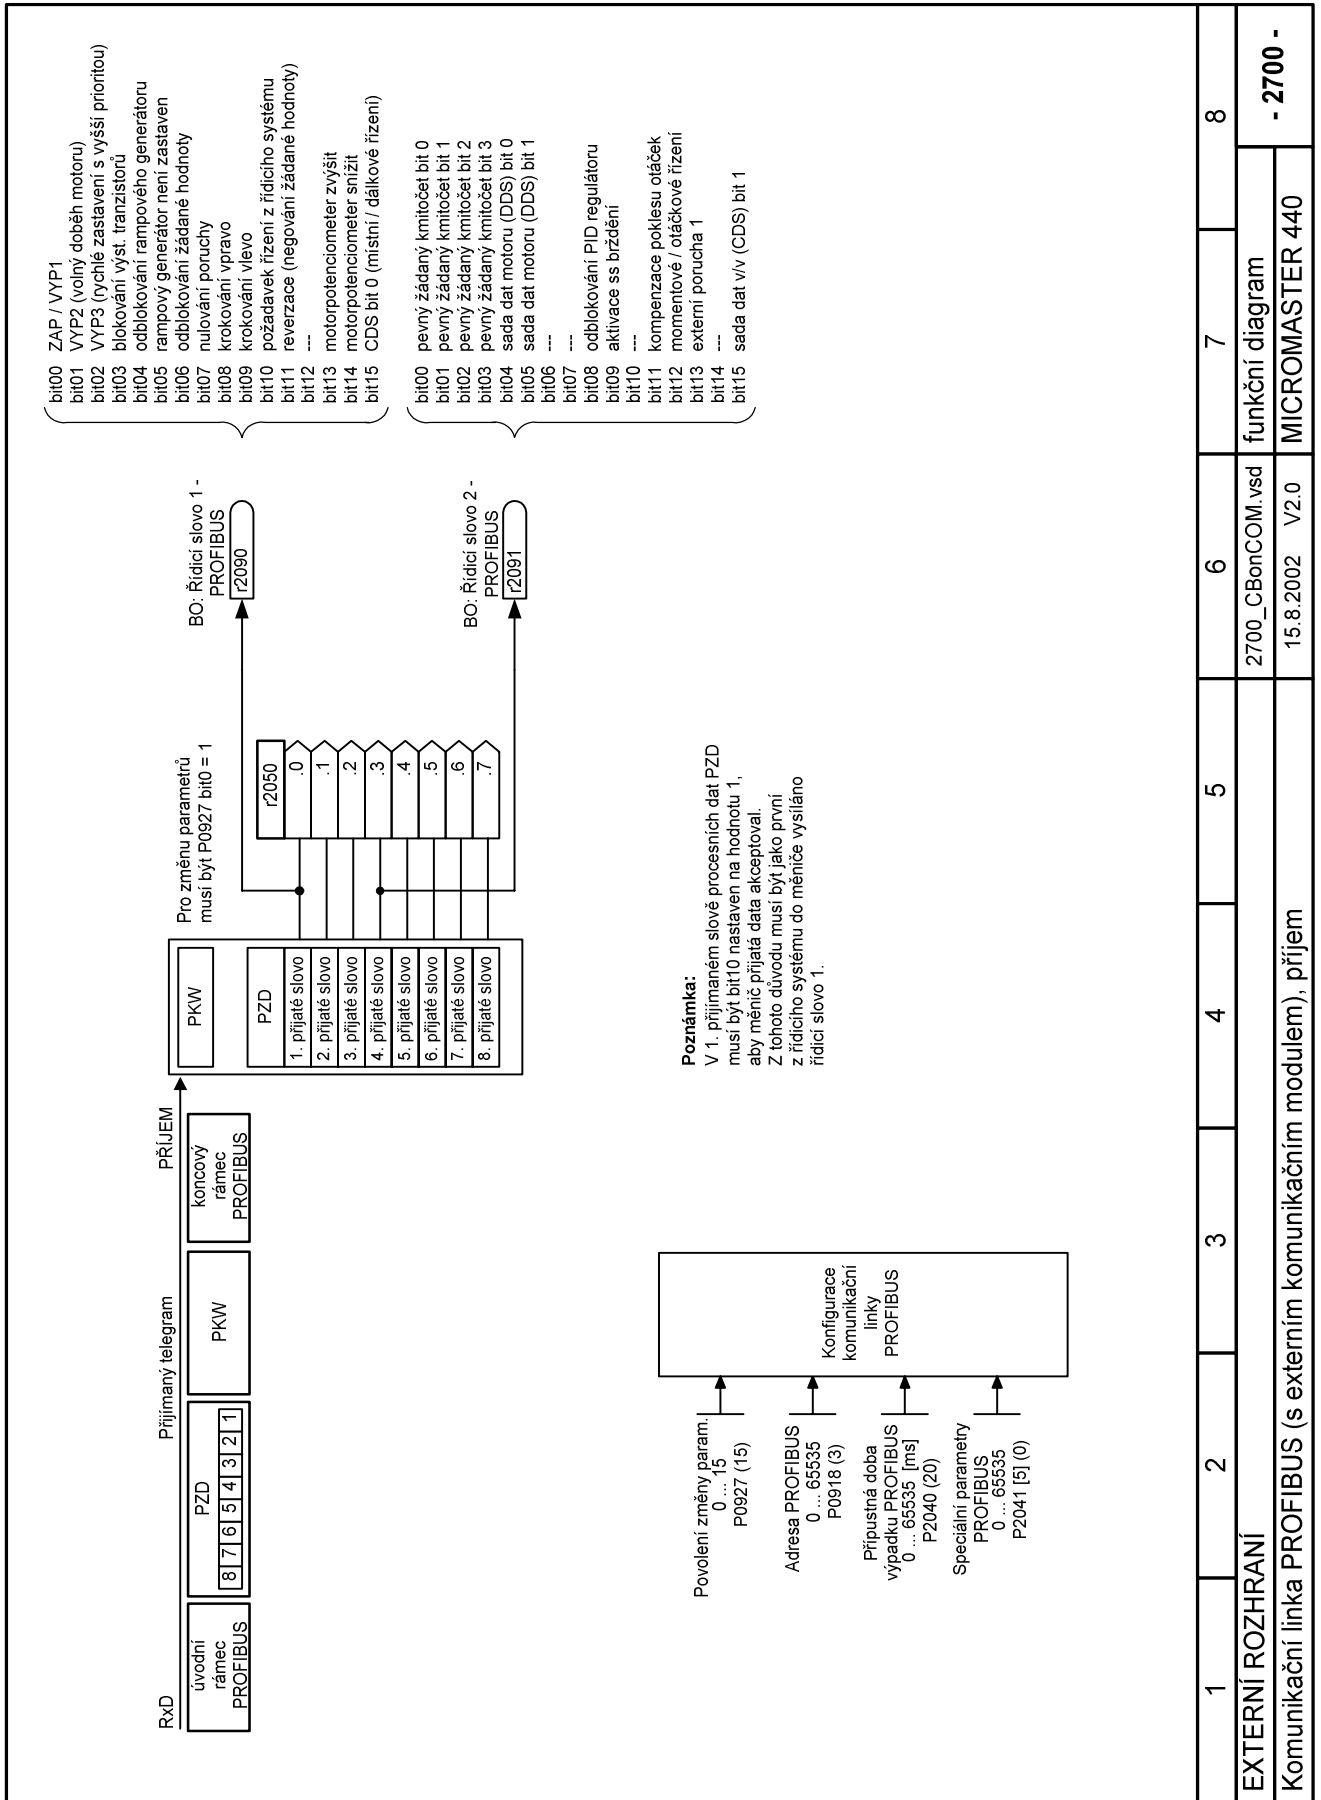 RxD
Přijímaný telegram
PŘÍJEM
úvodní
rámec
PROFIBUS
PZD
8 7 6 5 4 3 2 1
PKW
koncový
rámec
PROFIBUS
PKW
PZD
1. přijaté slovo
2. přijaté slovo
3. přijaté slovo
4. přijaté slovo
5. přijaté slovo
6. přijaté slovo
7. přijaté slovo
8. přijaté slovo
Pro změnu parametrů
musí být P0927 bit0 = 1
r2050
.0
.1
.2
.3
.4
.5
.6
.7
BO: Řídicí slovo 1 -
PROFIBUS
r2090
BO: Řídicí slovo 2 -
PROFIBUS
r2091
bit00 ZAP / VYP1
bit01 VYP2 (volný doběh motoru)
bit02 VYP3 (rychlé zastavení s vyšší prioritou)
bit03 blokování výst. tranzistorů
bit04 odblokování rampového generátoru
bit05 rampový generátor není zastaven
bit06 odblokování žádané hodnoty
bit07 nulování poruchy
bit08 krokování vpravo
bit09 krokování vlevo
bit10 požadavek řízení z řídicího systému
bit11 reverzace (negování žádané hodnoty)
bit12 ---
bit13 motorpotenciometer zvýšit
bit14 motorpotenciometer snížit
bit15 CDS bit 0 (místní / dálkové řízení)
bit00 pevný žádaný kmitočet bit 0
bit01 pevný žádaný kmitočet bit 1
bit02 pevný žádaný kmitočet bit 2
bit03 pevný žádaný kmitočet bit 3
bit04 sada dat motoru (DDS) bit 0
bit05 sada dat motoru (DDS) bit 1
bit06 ---
bit07 ---
bit08 odblokování PID regulátoru
bit09 aktivace ss brždění
bit10 ---
bit11 kompenzace poklesu otáček
bit12 momentové / otáčkové řízení
bit13 externí porucha 1
bit14 ---
bit15 sada dat v/v (CDS) bit 1
Povolení změny param.
0 ... 15
P0927 (15)
Adresa PROFIBUS
0 ... 65535
P0918 (3)
Přípustná doba
výpadku PROFIBUS
0 ... 65535 [ms]
P2040 (20)
Speciální parametry
PROFIBUS
0 ... 65535
P2041 [5] (0)
Konfigurace
komunikační
linky
PROFIBUS
Poznámka:
V 1. přijímaném slově procesních dat PZD
musí být bit10 nastaven na hodnotu 1,
aby měnič přijatá data akceptoval.
Z tohoto důvodu musí být jako první
z řídicího systému do měniče vysíláno
řídicí slovo 1.
1 2 3 4 5 6 7 8
EXTERNÍ ROZHRANÍ
2700_CBonCOM.vsd
funkční diagram
- 2700 -
Komunikační linka PROFIBUS (s externím komunikačním modulem), příjem
15.8.2002 V2.0
MICROMASTER 440